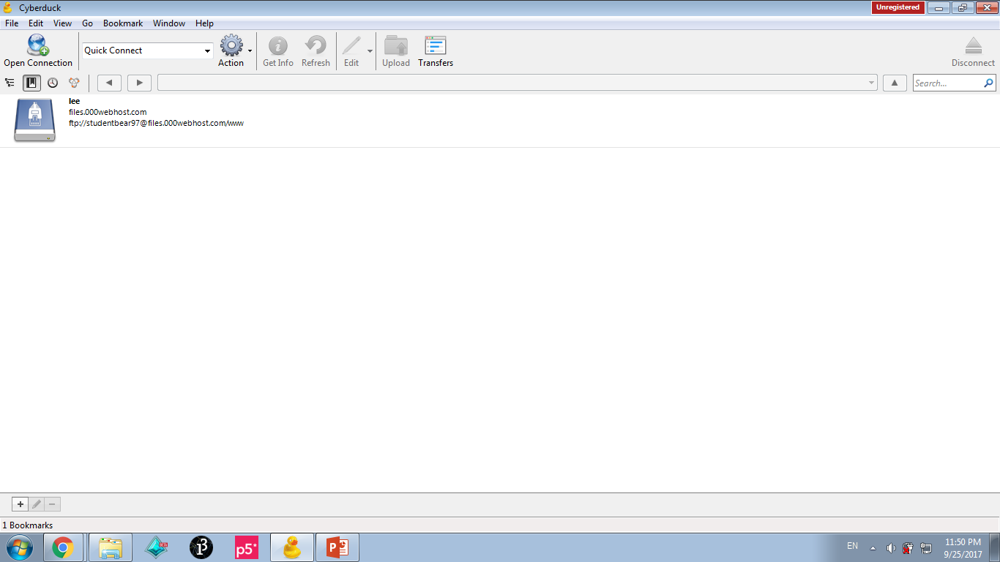 Cyberduck
Unregistered
File Edit View Go Bookmark Window Help
Open Connection
Quick Connect
Action
Get Info
Refresh
Edit
Upload
Transfers
Disconnect
Search...
lee
files.000webhost.com
ftp://studentbear97@files.000webhost.com/www
1 Bookmarks
p5*
EN
11:50 PM
9/25/2017